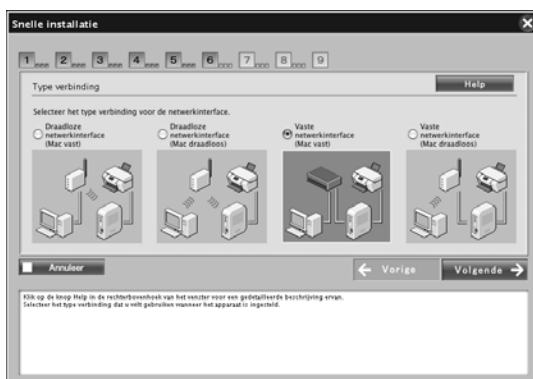 Snelle installatie
1 2 3 4 5 6 7 8 9
Type verbinding
Help
Selecteer het type verbinding voor de netwerkinterface.
Draadloze
netwerkinterface
(Mac vast)
Draadloze
netwerkinterface
(Mac draadloos)
Vaste
netwerkinterface
(Mac vast)
Vaste
netwerkinterface
(Mac draadloos)
Annuleer
Vorige
Volgende
Klik op de knop Help in de rechterbovenhoek van het venster voor een gedetailleerde beschrijving ervan.
Selecteer het type verbinding dat u wilt gebruiken wanneer het apparaat is ingesteld.